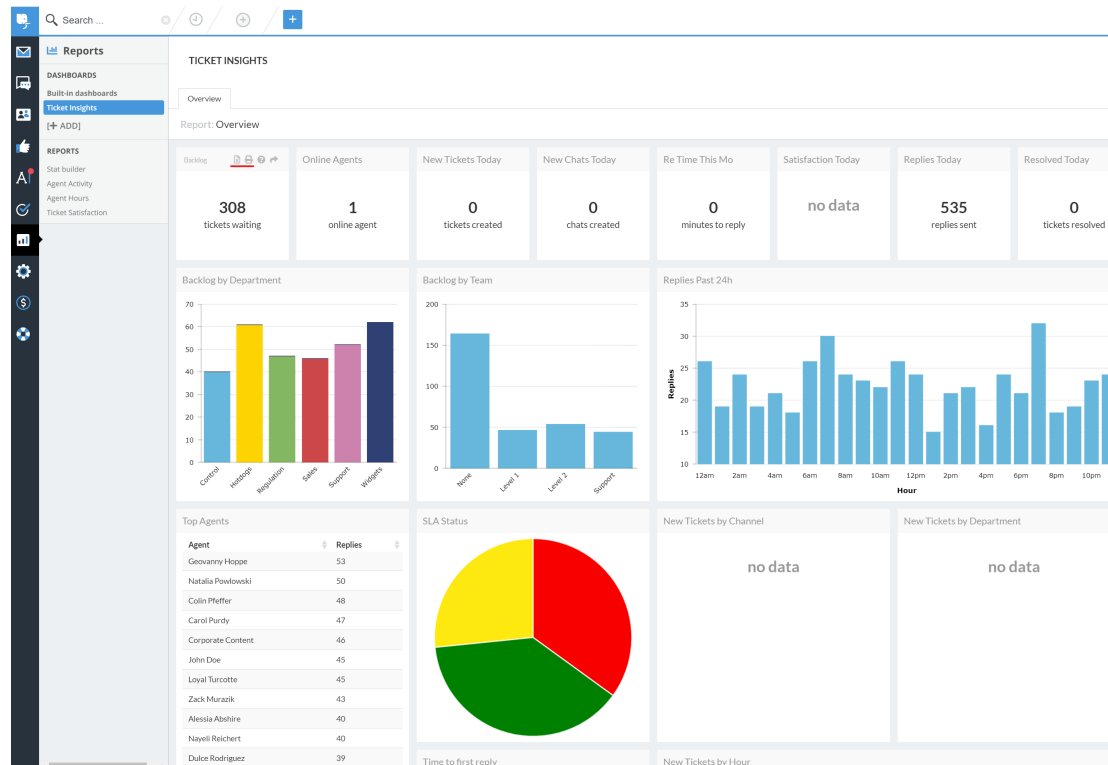 Search ...
+
Reports
DASHBOARDS
Built-in dashboards
Ticket Insights
[+ ADD]
REPORTS
Stat builder
Agent Activity
Agent Hours
Ticket Satisfaction
TICKET INSIGHTS
Overview
Report: Overview
Backlog
308
tickets waiting
Online Agents
1
online agent
New Tickets Today
0
tickets created
New Chats Today
0
chats created
Re Time This Mo
0
minutes to reply
Satisfaction Today
no data
Replies Today
535
replies sent
Resolved Today
0
tickets resolved
Backlog by Department
70
60
50
40
30
20
10
0
Control
Hotdogs
Regulation
Sales
Support
Widgets
Backlog by Team
200
150
100
50
0
None
Level 1
Level 2
Support
Replies Past 24h
Replies
35
30
25
20
15
10
12am 2am 4am 6am 8am 10am 12pm 2pm 4pm 6pm 8pm 10pm
Hour
Top Agents
Agent Replies
Geovanny Hoppe 53
Natalia Powlowski 50
Colin Pfeffer 48
Carol Purdy 47
Corporate Content 46
John Doe 45
Loyal Turcotte 45
Zack Murazik 43
Alessia Abshire 40
Nayeli Reichert 40
Dulce Rodriguez 39
SLA Status
New Tickets by Channel
no data
New Tickets by Department
no data
Time to first reply
New Tickets by Hour